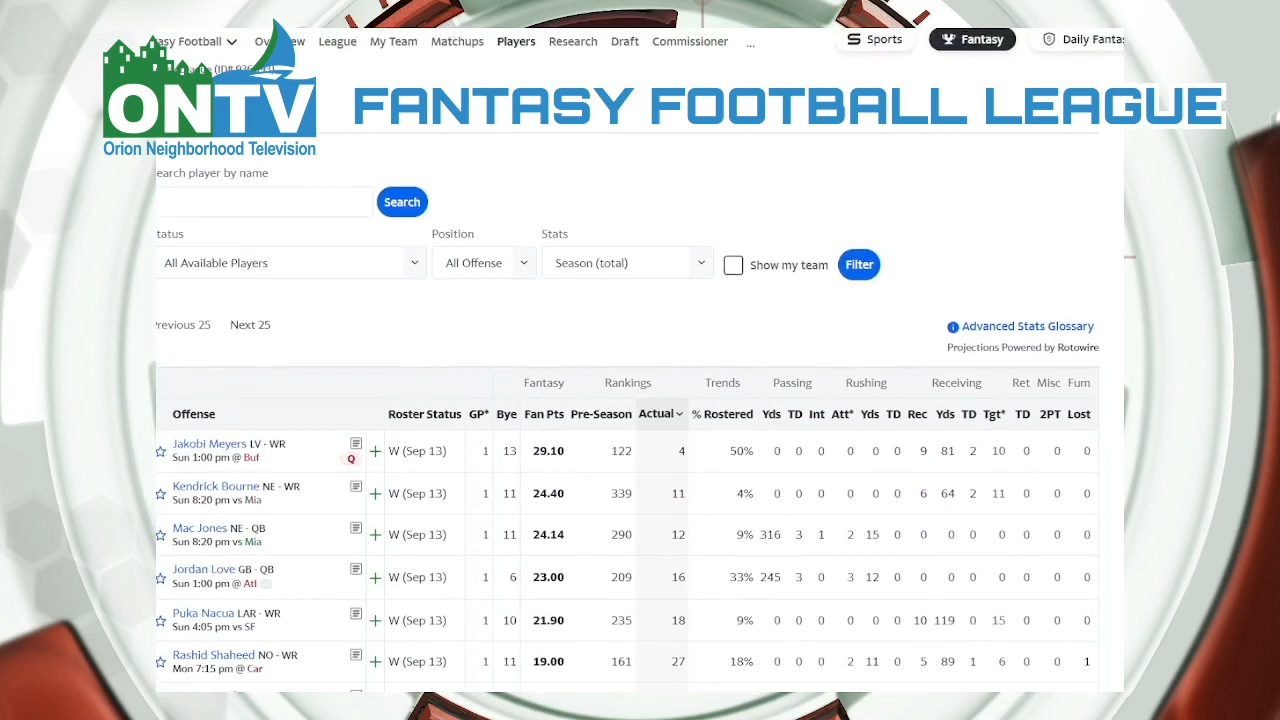 asy Football Ov ew League My Team Matchups Players Research Draft Commissioner ... Sports Fantasy Daily Fantas
ONTV
Orion Neighborhood Television
FANTASY FOOTBALL LEAGUE
earch player by name
Search
tatus Position Stats
All Available Players All Offense Season (total) Show my team Filter
revious 25 Next 25
Advanced Stats Glossary
Projections Powered by Rotowire
Fantasy Rankings Trends Passing Rushing Receiving Ret Misc Fum
Offense Roster Status GP* Bye Fan Pts Pre-Season Actual % Rostered Yds TD Int Att* Yds TD Rec Yds TD Tgt* TD 2PT Lost
Jakobi Meyers LV - WR
Sun 1:00 pm @ Buf Q + W (Sep 13) 1 13 29.10 122 4 50% 0 0 0 0 0 0 9 81 2 10 0 0 0
Kendrick Bourne NE - WR
Sun 8:20 pm vs Mia + W (Sep 13) 1 11 24.40 339 11 4% 0 0 0 0 0 0 6 64 2 11 0 0 0
Mac Jones NE - QB
Sun 8:20 pm vs Mia + W (Sep 13) 1 11 24.14 290 12 9% 316 3 1 2 15 0 0 0 0 0 0 0 0
Jordan Love GB - QB
Sun 1:00 pm @ Atl + W (Sep 13) 1 6 23.00 209 16 33% 245 3 0 3 12 0 0 0 0 0 0 0 0
Puka Nacua LAR - WR
Sun 4:05 pm vs SF + W (Sep 13) 1 10 21.90 235 18 9% 0 0 0 0 0 0 10 119 0 15 0 0 0
Rashid Shaheed NO - WR
Mon 7:15 pm @ Car + W (Sep 13) 1 11 19.00 161 27 18% 0 0 0 2 11 0 5 89 1 6 0 0 1